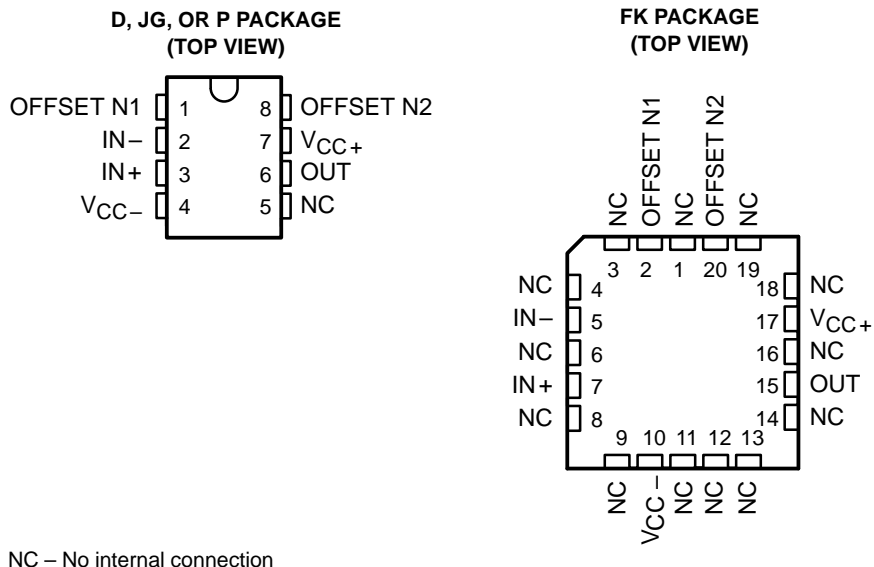 D, JG, OR P PACKAGE
(TOP VIEW)
OFFSET N1 1 8 OFFSET N2
IN– 2 7 VCC+
IN+ 3 6 OUT
VCC– 4 5 NC
FK PACKAGE
(TOP VIEW)
NC
OFFSET N1
NC
OFFSET N2
NC
3 2 1 20 19
NC 4 18 NC
IN– 5 17 VCC+
NC 6 16 NC
IN+ 7 15 OUT
NC 8 14 NC
9 10 11 12 13
NC
VCC–
NC
NC
NC
NC – No internal connection